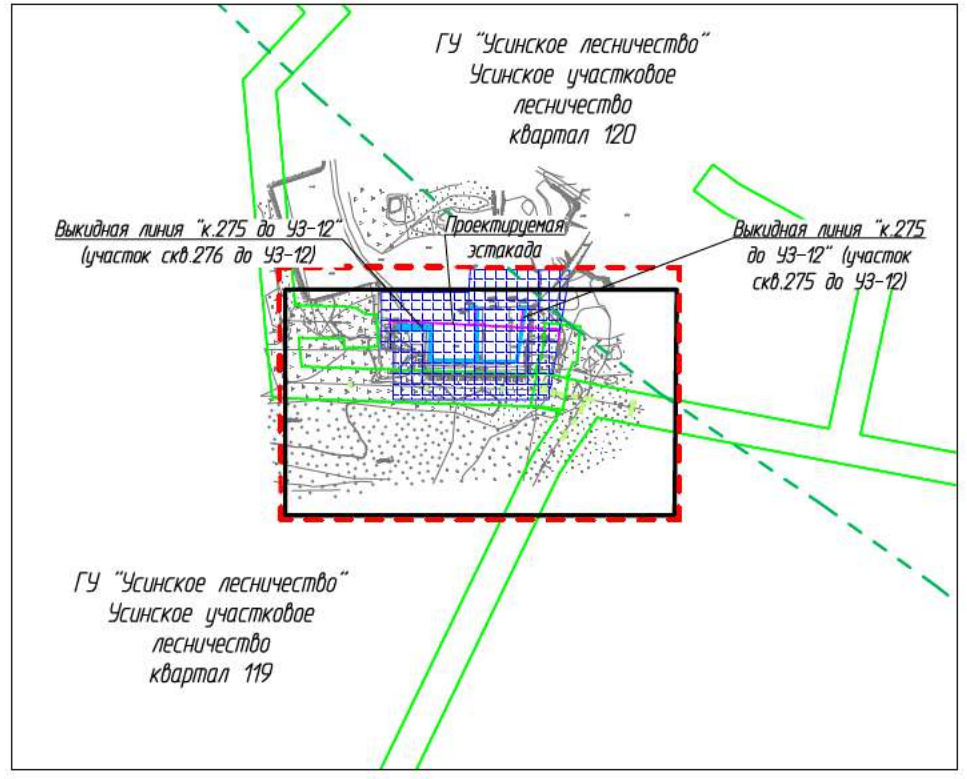 ГУ "Усинское лесничество"
Усинское участковое
лесничество
квартал 120
Выкидная линия "к.275 до УЗ-12"
(участок скв.276 до УЗ-12)
Проектируемая
эстакада
Выкидная линия "к.275
до УЗ-12" (участок
скв.275 до УЗ-12)
ГУ "Усинское лесничество"
Усинское участковое
лесничество
квартал 119